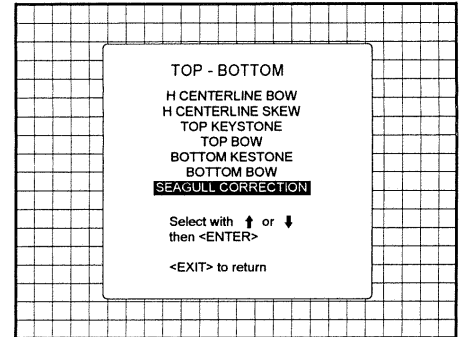 TOP - BOTTOM
H CENTERLINE BOW
H CENTERLINE SKEW
TOP KEYSTONE
TOP BOW
BOTTOM KESTONE
BOTTOM BOW
SEAGULL CORRECTION
Select with ⬆ or ⬇
then <ENTER>
<EXIT> to return